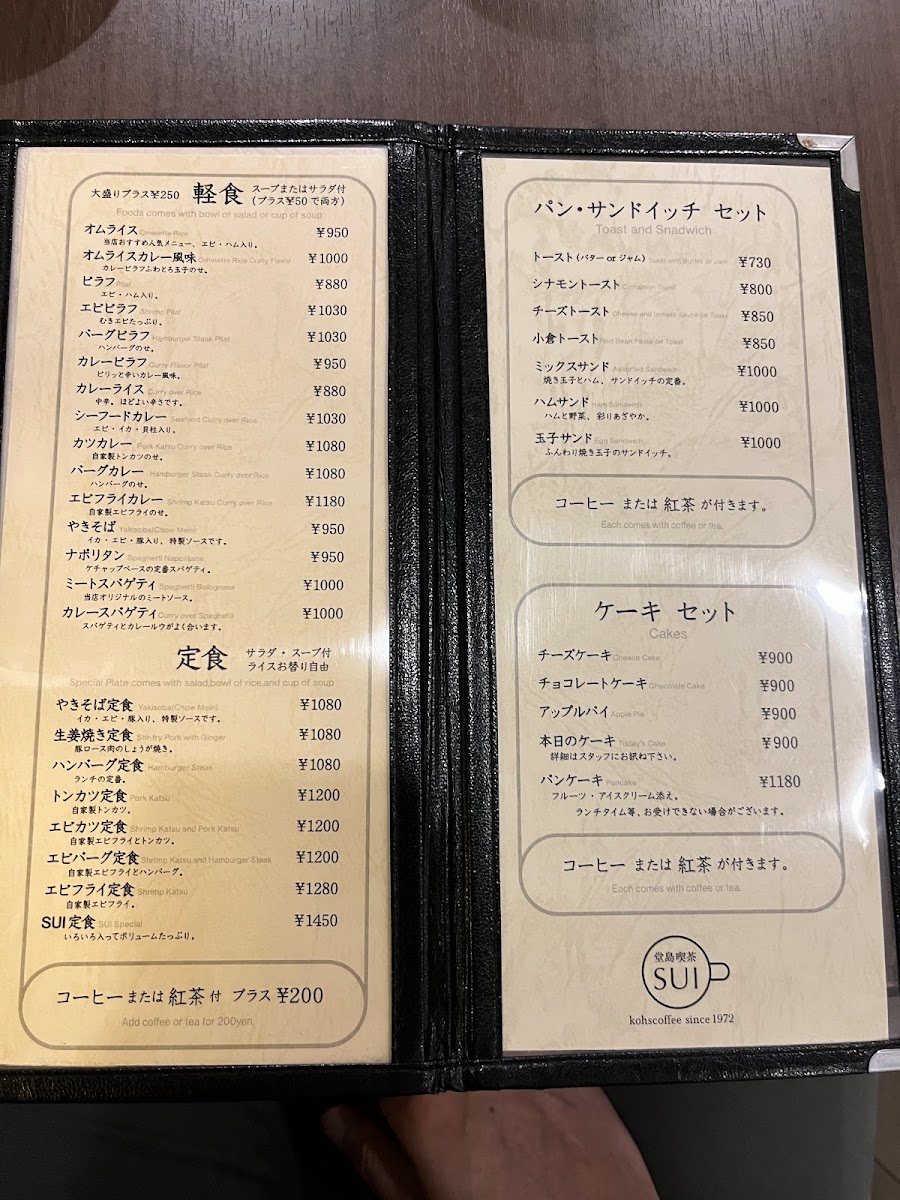 大盛りプラス¥250 軽食 スープまたはサラダ付
(プラス¥50で両方)
Foods comes with bowl of salad or cup of soup
オムライス Omelette Rice ¥950
当店おすすめ人気メニュー、エビ・ハム入り。
オムライスカレー風味 Omelette Rice Curry Flavor ¥1000
カレーピラフふわとろ玉子のせ。
ピラフ Pilaf ¥880
エビ・ハム入り。
エビピラフ Shrimp Pilaf ¥1030
むきエビたっぷり。
バーグピラフ Hamburger Steak Pilaf ¥1030
ハンバーグのせ。
カレーピラフ Curry Flavor Pilaf ¥950
ピリッと辛いカレー風味。
カレーライス Curry over Rice ¥880
中辛。ほどよい辛さです。
シーフードカレー Seafood Curry over Rice ¥1030
エビ・イカ・貝柱入り。
カツカレー Pork Katsu Curry over Rice ¥1080
自家製トンカツのせ。
バーグカレー Hamburger Steak Curry over Rice ¥1080
ハンバーグのせ。
エビフライカレー Shrimp Katsu Curry over Rice ¥1180
自家製エビフライのせ。
やきそば Yakisoba(Chow Mein) ¥950
イカ・エビ・豚入り、特製ソースです。
ナポリタン Spaghetti Napolitana ¥950
ケチャップベースの定番スパゲティ。
ミートスパゲティ Spaghetti Bolognese ¥1000
当店オリジナルのミートソース。
カレースパゲティ Curry over Spaghetti ¥1000
スパゲティとカレールウがよく合います。
定食 サラダ・スープ付
ライスお替り自由
Special Plate comes with salad,bowl of rice,and cup of soup
やきそば定食 Yakisoba(Chow Mein) ¥1080
イカ・エビ・豚入り、特製ソースです。
生姜焼き定食 Stir-fry Pork with Ginger ¥1080
豚ロース肉のしょうが焼き。
ハンバーグ定食 Hamburger Steak ¥1080
ランチの定番。
トンカツ定食 Pork Katsu ¥1200
自家製トンカツ。
エビカツ定食 Shrimp Katsu and Pork Katsu ¥1200
自家製エビフライとトンカツ。
エビバーグ定食 Shrimp Katsu and Hamburger Steak ¥1200
自家製エビフライとハンバーグ。
エビフライ定食 Shrimp Katsu ¥1280
自家製エビフライ。
SUI定食 SUI Special ¥1450
いろいろ入ってボリュームたっぷり。
コーヒーまたは紅茶付 プラス¥200
Add coffee or tea for 200yen.
パン・サンドイッチ セット
Toast and Snadwich
トースト(バター or ジャム) Toast with Butter or Jam ¥730
シナモントースト Cinnamon Toast ¥800
チーズトースト Cheese and tomato sauce on Toast ¥850
小倉トースト Red Bean Paste on Toast ¥850
ミックスサンド Assorted Sandwich ¥1000
焼き玉子とハム、サンドイッチの定番。
ハムサンド Ham Sandwich ¥1000
ハムと野菜、彩りあざやか。
玉子サンド Egg Sandwich ¥1000
ふんわり焼き玉子のサンドイッチ。
コーヒー または 紅茶 が付きます。
Each comes with coffee or tea.
ケーキ セット
Cakes
チーズケーキ Cheese Cake ¥900
チョコレートケーキ Chocolate Cake ¥900
アップルパイ Apple Pie ¥900
本日のケーキ Today's Cake ¥900
詳細はスタッフにお訊ね下さい。
パンケーキ Pancake ¥1180
フルーツ・アイスクリーム添え。
ランチタイム等、お受けできない場合がございます。
コーヒー または 紅茶 が付きます。
Each comes with coffee or tea.
堂島喫茶
SUI
kohscoffee since 1972